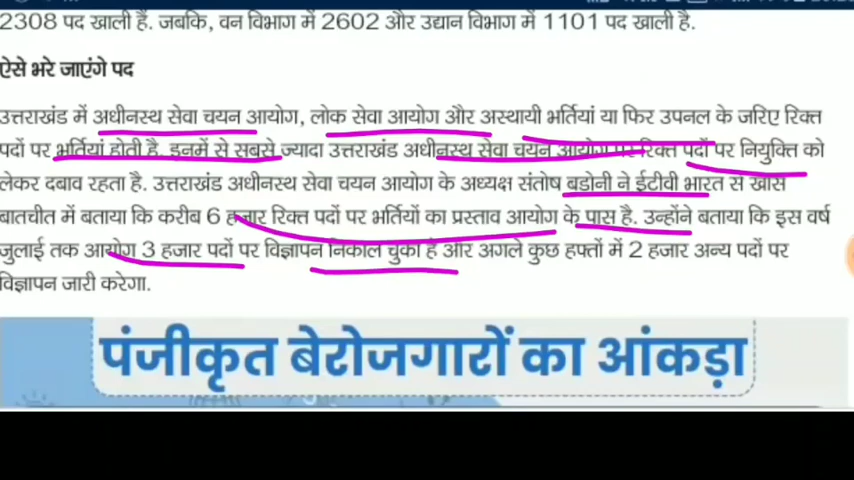 2308 पद खाली हैं. जबकि, वन विभाग में 2602 और उद्यान विभाग में 1101 पद खाली है.
ऐसे भरे जाएंगे पद
उत्तराखंड में अधीनस्थ सेवा चयन आयोग, लोक सेवा आयोग और अस्थायी भर्तियां या फिर उपनल के जरिए रिक्त
पदों पर भर्तियां होती है. इनमें से सबसे ज्यादा उत्तराखंड अधीनस्थ सेवा चयन आयोग पर रिक्त पदों पर नियुक्ति को
लेकर दबाव रहता है. उत्तराखंड अधीनस्थ सेवा चयन आयोग के अध्यक्ष संतोष बडोनी ने ईटीवी भारत से खास
बातचीत में बताया कि करीब 6 हजार रिक्त पदों पर भर्तियों का प्रस्ताव आयोग के पास है. उन्होंने बताया कि इस वर्ष
जुलाई तक आयोग 3 हजार पदों पर विज्ञापन निकाल चुका है और अगले कुछ हफ्तों में 2 हजार अन्य पदों पर
विज्ञापन जारी करेगा.
पंजीकृत बेरोजगारों का आंकड़ा